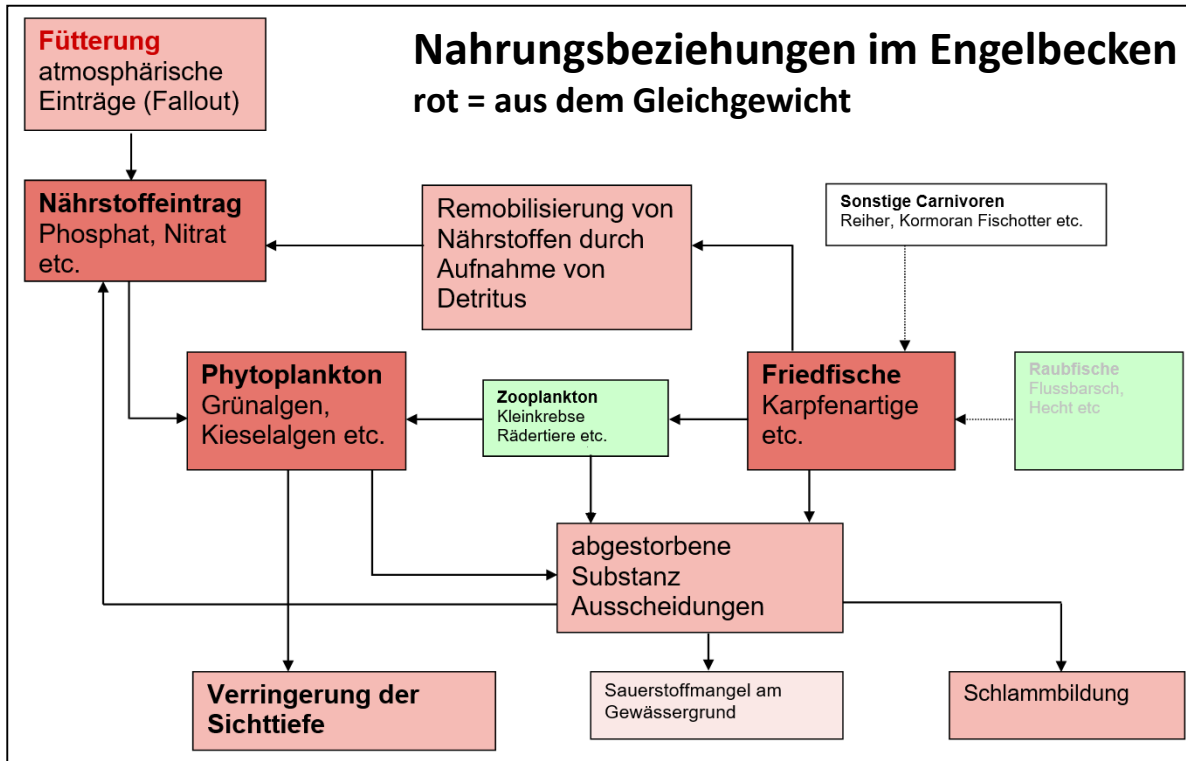 Nahrungsbeziehungen im Engelbecken
rot = aus dem Gleichgewicht
Fütterung
atmosphärische
Einträge (Fallout)
Nährstoffeintrag
Phosphat, Nitrat
etc.
Remobilisierung von
Nährstoffen durch
Aufnahme von
Detritus
Sonstige Carnivoren
Reiher, Kormoran Fischotter etc.
Phytoplankton
Grünalgen,
Kieselalgen etc.
Zooplankton
Kleinkrebse
Rädertiere etc.
Friedfische
Karpfenartige
etc.
Raubfische
Flussbarsch,
Hecht etc
abgestorbene
Substanz
Ausscheidungen
Verringerung der
Sichttiefe
Sauerstoffmangel am
Gewässergrund
Schlammbildung